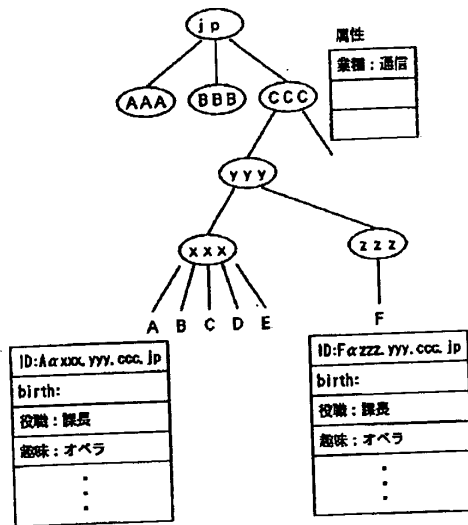 jp
属性
業種：通信
AAA
BBB
CCC
yyy
xxx
zzz
A B C D E
F
ID:Aαxxx.yyy.ccc.jp
birth:
役職：課長
趣味：オペラ
ID:Fαzzz.yyy.ccc.jp
birth:
役職：課長
趣味：オペラ